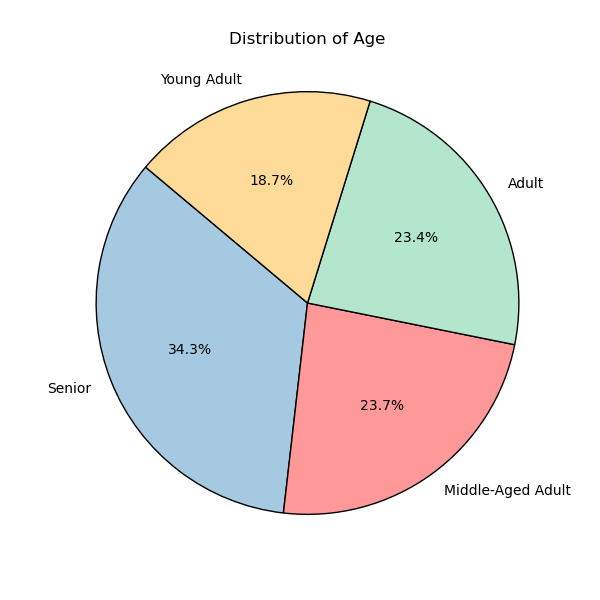 Distribution of Age
Young Adult
18.7%
Adult
23.4%
34.3%
Senior
23.7%
Middle-Aged Adult